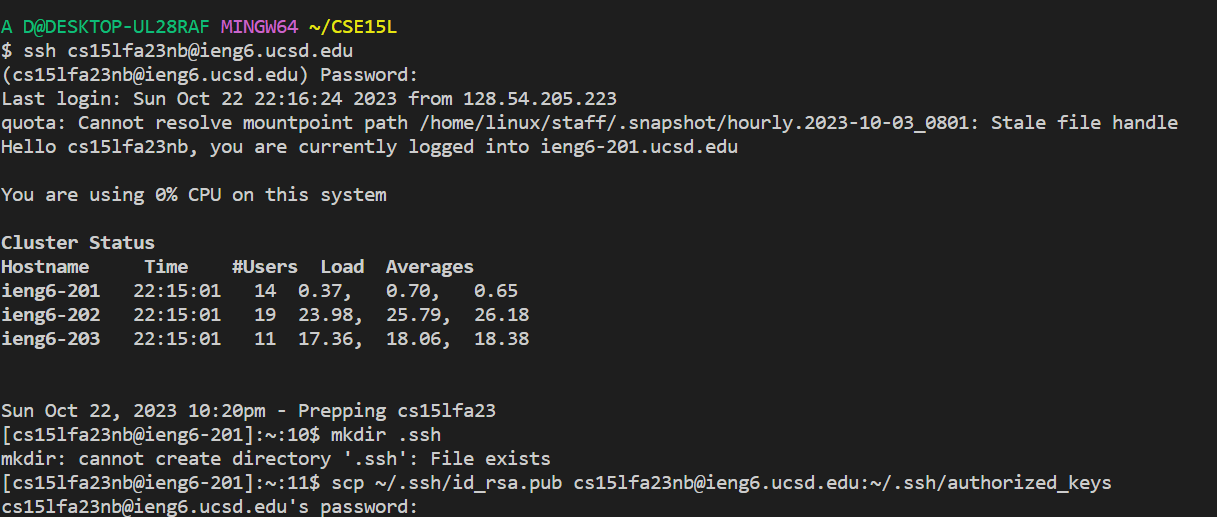 A D@DESKTOP-UL28RAF MINGW64 ~/CSE15L
$ ssh cs15lfa23nb@ieng6.ucsd.edu
(cs15lfa23nb@ieng6.ucsd.edu) Password:
Last login: Sun Oct 22 22:16:24 2023 from 128.54.205.223
quota: Cannot resolve mountpoint path /home/linux/staff/.snapshot/hourly.2023-10-03_0801: Stale file handle
Hello cs15lfa23nb, you are currently logged into ieng6-201.ucsd.edu
You are using 0% CPU on this system
Cluster Status
Hostname     Time    #Users  Load  Averages
ieng6-201   22:15:01   14  0.37,   0.70,   0.65
ieng6-202   22:15:01   19  23.98,  25.79,  26.18
ieng6-203   22:15:01   11  17.36,  18.06,  18.38
Sun Oct 22, 2023 10:20pm - Prepping cs15lfa23
[cs15lfa23nb@ieng6-201]:~:10$ mkdir .ssh
mkdir: cannot create directory '.ssh': File exists
[cs15lfa23nb@ieng6-201]:~:11$ scp ~/.ssh/id_rsa.pub cs15lfa23nb@ieng6.ucsd.edu:~/.ssh/authorized_keys
cs15lfa23nb@ieng6.ucsd.edu's password: